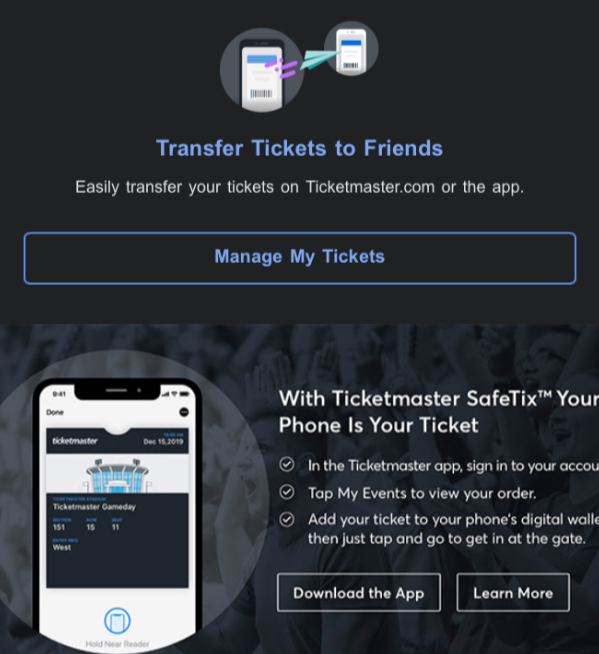 Transfer Tickets to Friends
Easily transfer your tickets on Ticketmaster.com or the app.
Manage My Tickets
9:41
Done
ticketmaster
Dec 15, 2019
Ticketmaster Gameday
SECTION ROW SEAT
151 15 11
ENTRY INFO
West
Hold Near Reader
With Ticketmaster SafeTix™ Your
Phone Is Your Ticket
In the Ticketmaster app, sign in to your accou
Tap My Events to view your order.
Add your ticket to your phone's digital walle
then just tap and go to get in at the gate.
Download the App
Learn More